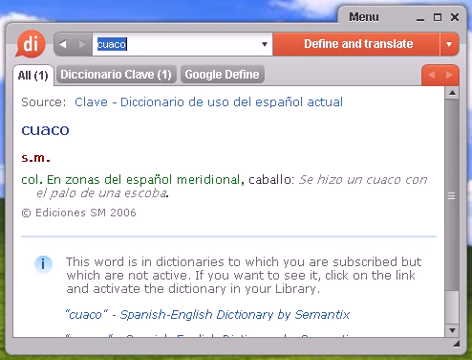 Menu
di
cuaco
Define and translate
All (1)
Diccionario Clave (1)
Google Define
Source: Clave - Diccionario de uso del español actual
cuaco
s.m.
col. En zonas del español meridional, caballo: Se hizo un cuaco con
el palo de una escoba.
© Ediciones SM 2006
i
This word is in dictionaries to which you are subscribed but
which are not active. If you want to see it, click on the link
and activate the dictionary in your Library.
"cuaco" - Spanish-English Dictionary by Semantix